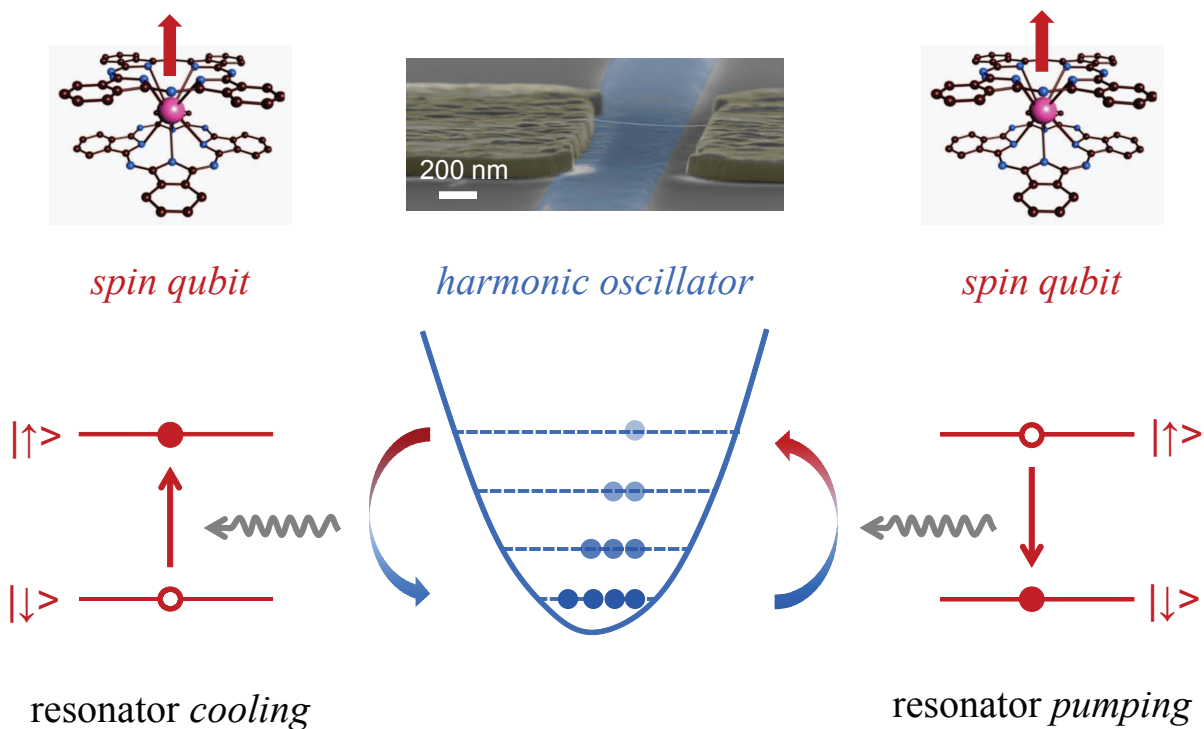 200 nm
spin qubit
harmonic oscillator
spin qubit
|↑>
|↑>
|↓>
|↓>
resonator cooling
resonator pumping